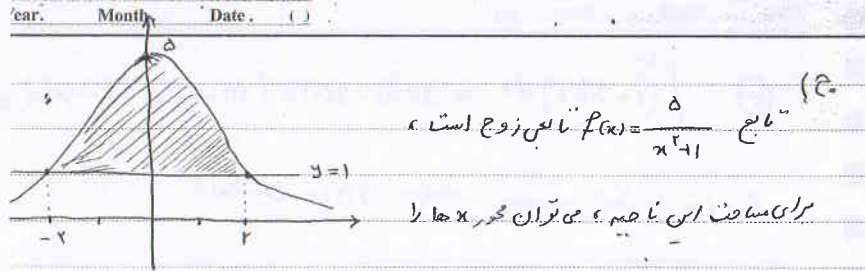 Year. Month. Date. ( )
۵
y = ۱
-۲ ۲
ج)
تابع f(x) = ۵/(x²+۱) تابعی زوج است،
برای مساحت این ناحیه، می توان محور x ها را